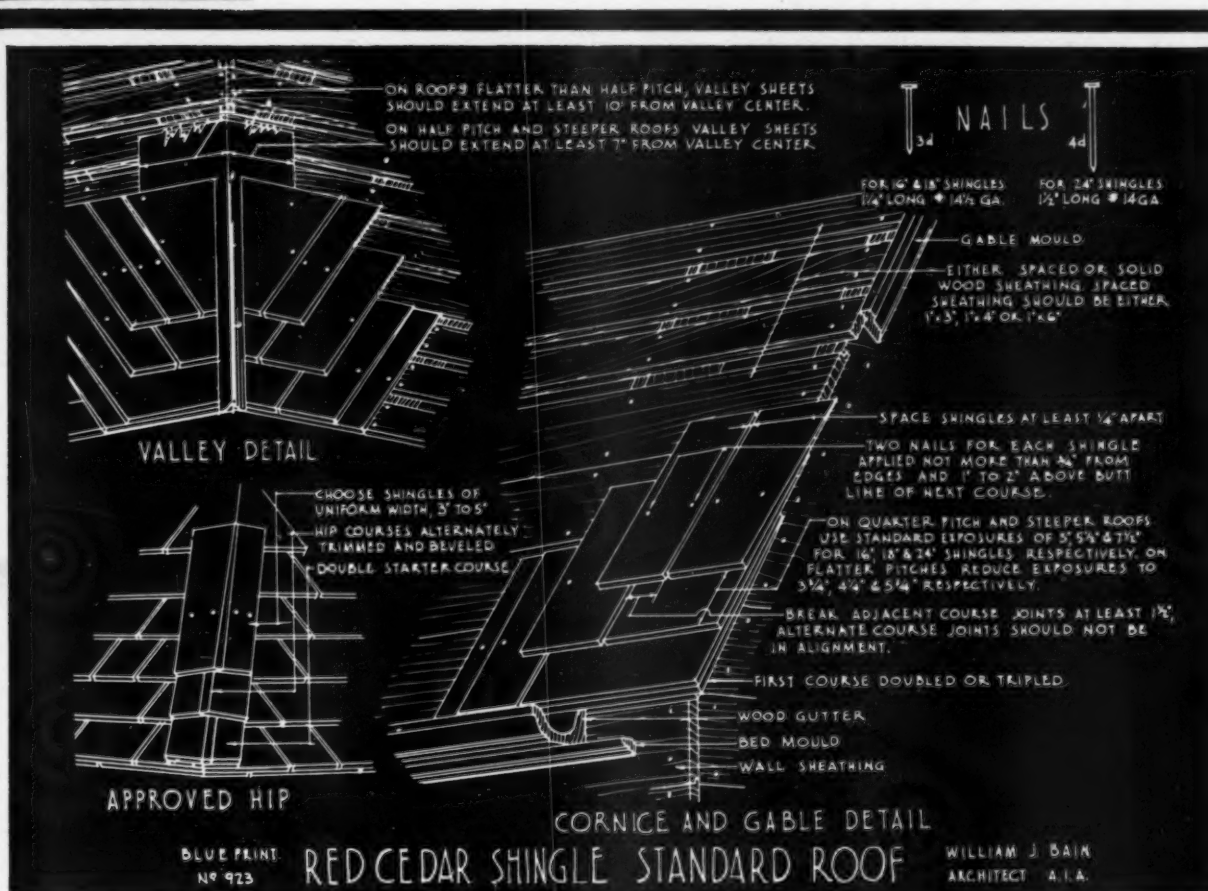 ON ROOFS FLATTER THAN HALF PITCH, VALLEY SHEETS
SHOULD EXTEND AT LEAST 10" FROM VALLEY CENTER.
ON HALF PITCH AND STEEPER ROOFS VALLEY SHEETS
SHOULD EXTEND AT LEAST 7" FROM VALLEY CENTER
VALLEY DETAIL
NAILS
3d
4d
FOR 16" & 18" SHINGLES
1¼" LONG # 14½ GA.
FOR 24" SHINGLES
1½" LONG # 14 GA.
GABLE MOULD
EITHER SPACED OR SOLID
WOOD SHEATHING. SPACED
SHEATHING SHOULD BE EITHER
1"x3", 1"x4" OR 1"x6"
SPACE SHINGLES AT LEAST ¼" APART
TWO NAILS FOR EACH SHINGLE
APPLIED NOT MORE THAN ¾" FROM
EDGES AND 1" TO 2" ABOVE BUTT
LINE OF NEXT COURSE.
ON QUARTER PITCH AND STEEPER ROOFS
USE STANDARD EXPOSURES OF 5", 5½" & 7½"
FOR 16", 18" & 24" SHINGLES RESPECTIVELY. ON
FLATTER PITCHES REDUCE EXPOSURES TO
3¾", 4¼" & 5¾" RESPECTIVELY.
BREAK ADJACENT COURSE JOINTS AT LEAST 1½",
ALTERNATE COURSE JOINTS SHOULD NOT BE
IN ALIGNMENT.
FIRST COURSE DOUBLED OR TRIPLED
WOOD GUTTER
BED MOULD
WALL SHEATHING
CORNICE AND GABLE DETAIL
CHOOSE SHINGLES OF
UNIFORM WIDTH, 3" TO 5"
HIP COURSES ALTERNATELY
TRIMMED AND BEVELED
DOUBLE STARTER COURSE
APPROVED HIP
BLUE PRINT
Nº 923
RED CEDAR SHINGLE STANDARD ROOF
WILLIAM J. BAIN
ARCHITECT A.I.A.